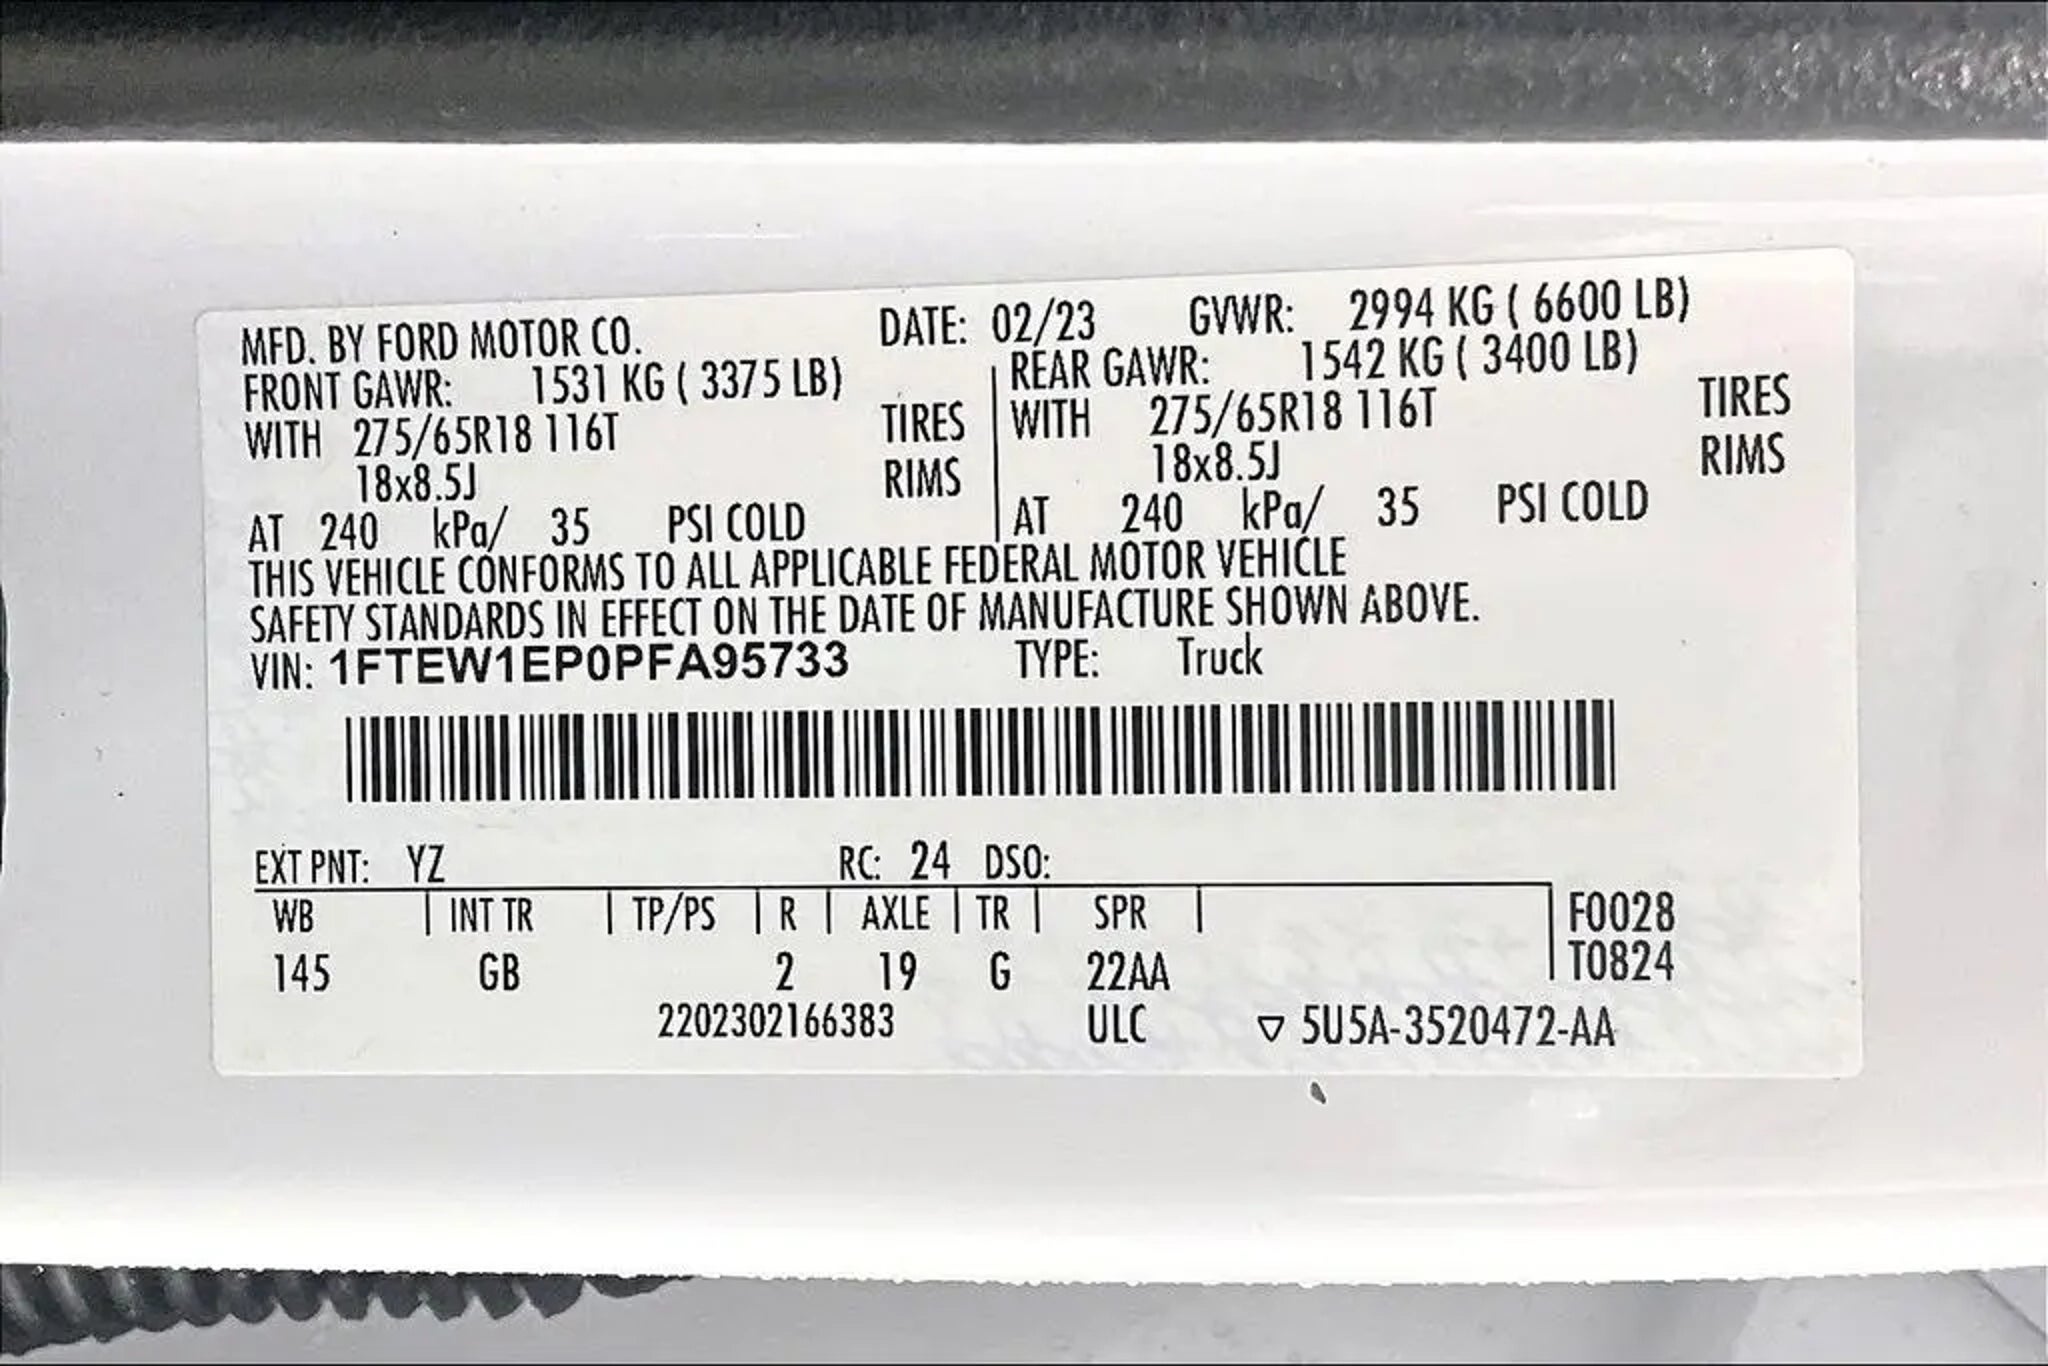 MFD. BY FORD MOTOR CO. DATE: 02/23 GVWR: 2994 KG ( 6600 LB)
FRONT GAWR: 1531 KG ( 3375 LB) REAR GAWR: 1542 KG ( 3400 LB)
WITH 275/65R18 116T TIRES WITH 275/65R18 116T TIRES
18x8.5J RIMS 18x8.5J RIMS
AT 240 kPa/ 35 PSI COLD AT 240 kPa/ 35 PSI COLD
THIS VEHICLE CONFORMS TO ALL APPLICABLE FEDERAL MOTOR VEHICLE
SAFETY STANDARDS IN EFFECT ON THE DATE OF MANUFACTURE SHOWN ABOVE.
VIN: 1FTEW1EP0PFA95733 TYPE: Truck
EXT PNT: YZ RC: 24 DSO:
WB INT TR TP/PS R AXLE TR SPR F0028
145 GB 2 19 G 22AA T0824
2202302166383 ULC ▽ 5U5A-3520472-AA